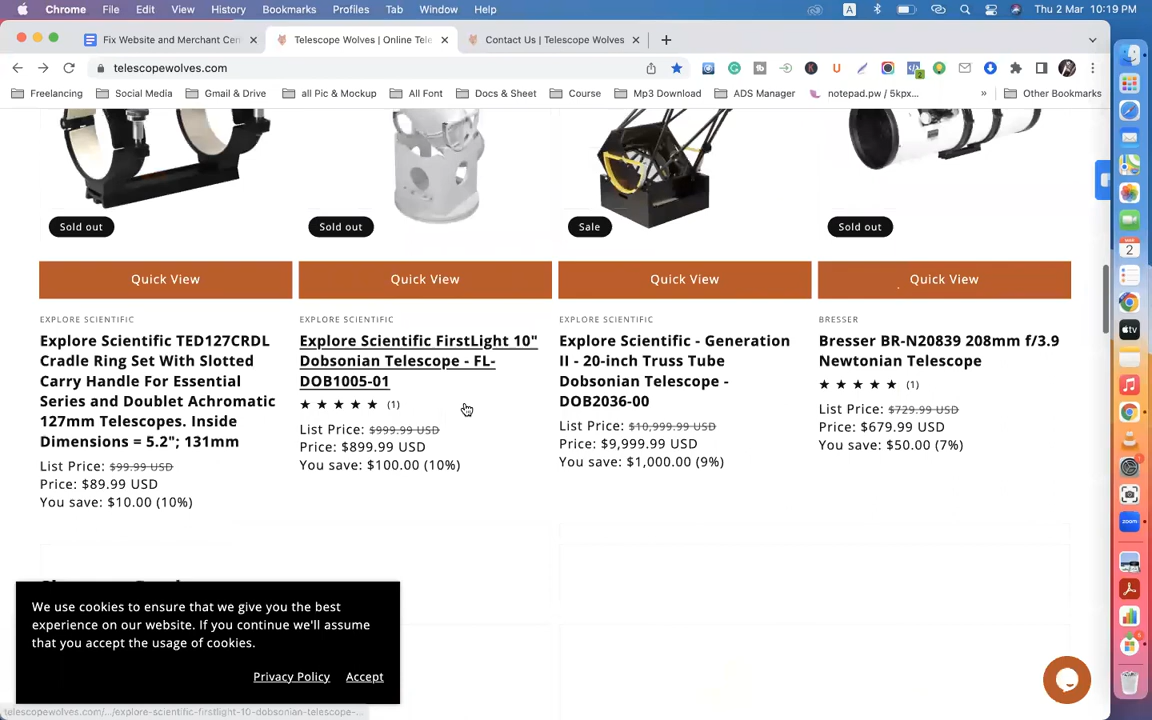 Chrome File Edit View History Bookmarks Profiles Tab Window Help A Thu 2 Mar 10:19 PM
Fix Website and Merchant Cen Telescope Wolves | Online Tele Contact Us | Telescope Wolves
telescopewolves.com
Freelancing Social Media Gmail & Drive all Pic & Mockup All Font Docs & Sheet Course Mp3 Download ADS Manager notepad.pw / 5kpx... » Other Bookmarks
Sold out Sold out Sale Sold out
Quick View Quick View Quick View Quick View
EXPLORE SCIENTIFIC
Explore Scientific TED127CRDL
Cradle Ring Set With Slotted
Carry Handle For Essential
Series and Doublet Achromatic
127mm Telescopes. Inside
Dimensions = 5.2"; 131mm
List Price: $99.99 USD
Price: $89.99 USD
You save: $10.00 (10%)
EXPLORE SCIENTIFIC
Explore Scientific FirstLight 10"
Dobsonian Telescope - FL-
DOB1005-01
★ ★ ★ ★ ★ (1)
List Price: $999.99 USD
Price: $899.99 USD
You save: $100.00 (10%)
EXPLORE SCIENTIFIC
Explore Scientific - Generation
II - 20-inch Truss Tube
Dobsonian Telescope -
DOB2036-00
List Price: $10,999.99 USD
Price: $9,999.99 USD
You save: $1,000.00 (9%)
BRESSER
Bresser BR-N20839 208mm f/3.9
Newtonian Telescope
★ ★ ★ ★ ★ (1)
List Price: $729.99 USD
Price: $679.99 USD
You save: $50.00 (7%)
We use cookies to ensure that we give you the best
experience on our website. If you continue we'll assume
that you accept the usage of cookies.
Privacy Policy Accept
telescopewolves.com/.../explore-scientific-firstlight-10-dobsonian-telescope-...